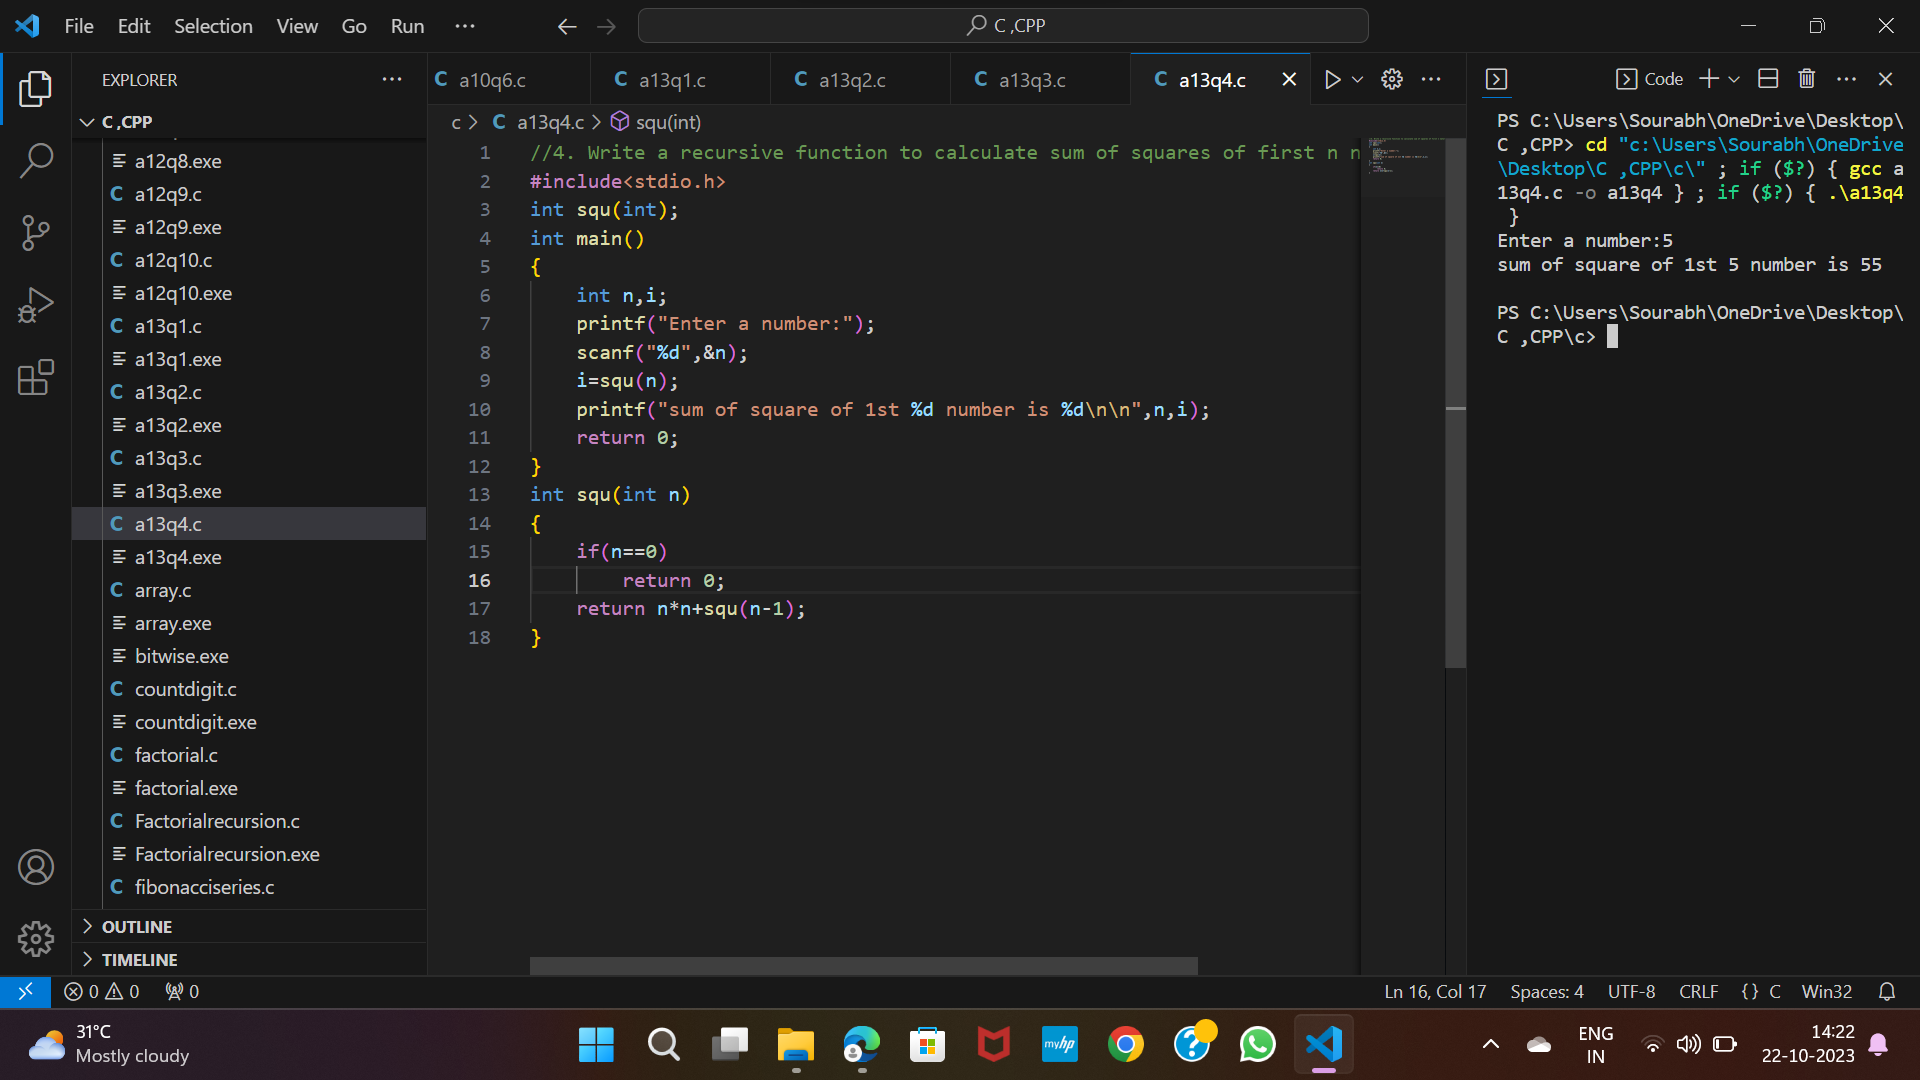 File Edit Selection View Go Run ···
C ,CPP
EXPLORER
C ,CPP
a12q8.exe
C a12q9.c
a12q9.exe
C a12q10.c
a12q10.exe
C a13q1.c
a13q1.exe
C a13q2.c
a13q2.exe
C a13q3.c
a13q3.exe
C a13q4.c
a13q4.exe
C array.c
array.exe
bitwise.exe
C countdigit.c
countdigit.exe
C factorial.c
factorial.exe
C Factorialrecursion.c
Factorialrecursion.exe
C fibonacciseries.c
OUTLINE
TIMELINE
C a10q6.c C a13q1.c C a13q2.c C a13q3.c C a13q4.c
c > C a13q4.c > squ(int)
1 //4. Write a recursive function to calculate sum of squares of first n n
2 #include<stdio.h>
3 int squ(int);
4 int main()
5 {
6 int n,i;
7 printf("Enter a number:");
8 scanf("%d",&n);
9 i=squ(n);
10 printf("sum of square of 1st %d number is %d\n\n",n,i);
11 return 0;
12 }
13 int squ(int n)
14 {
15 if(n==0)
16 return 0;
17 return n*n+squ(n-1);
18 }
Code
PS C:\Users\Sourabh\OneDrive\Desktop\
C ,CPP> cd "c:\Users\Sourabh\OneDrive
\Desktop\C ,CPP\c\" ; if ($?) { gcc a
13q4.c -o a13q4 } ; if ($?) { .\a13q4
}
Enter a number:5
sum of square of 1st 5 number is 55
PS C:\Users\Sourabh\OneDrive\Desktop\
C ,CPP\c>
0 0 0
Ln 16, Col 17 Spaces: 4 UTF-8 CRLF {} C Win32
31°C
Mostly cloudy
myhp
ENG
IN
14:22
22-10-2023